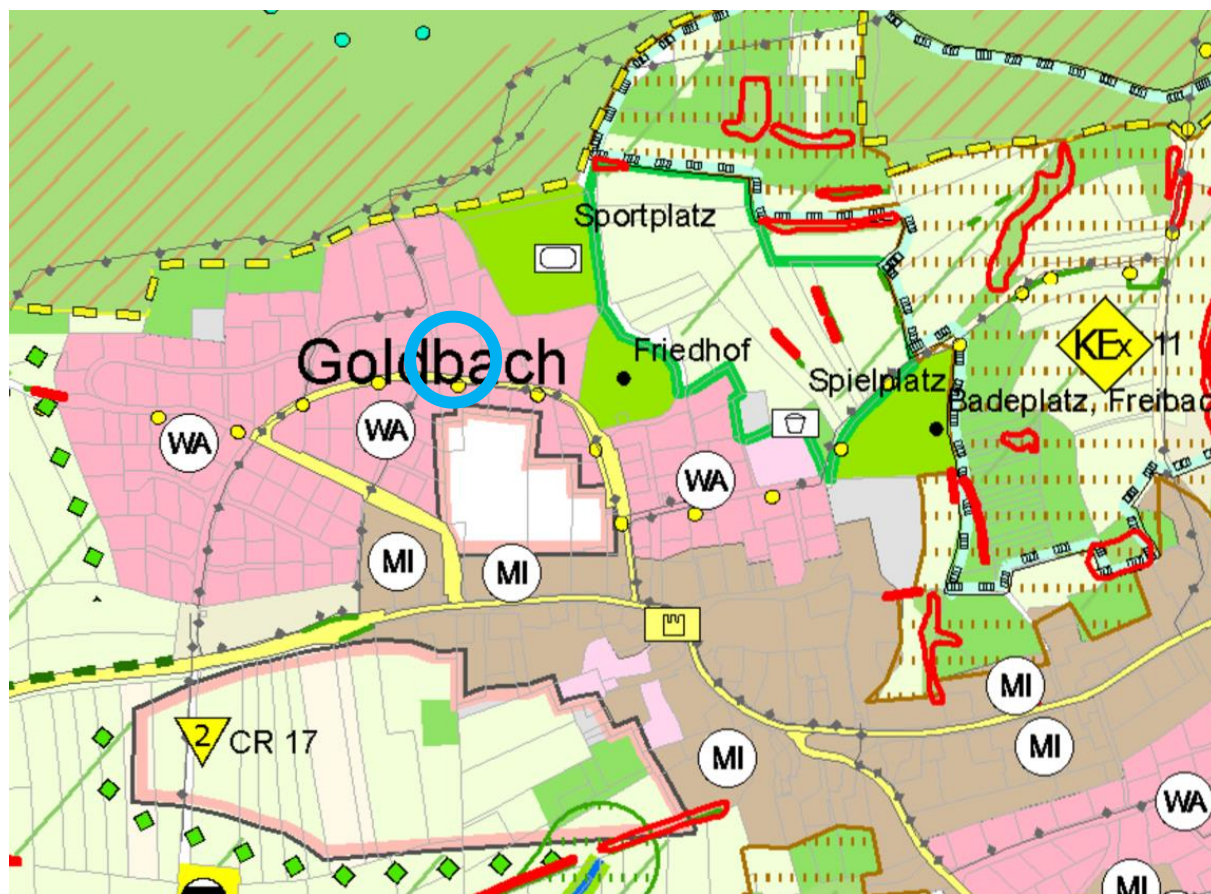 Sportplatz
Goldbach
Friedhof
Spielplatz
KEx 11
Badeplatz, Freibac
WA
WA
WA
MI
MI
MI
2 CR 17
MI
MI
WA
MI